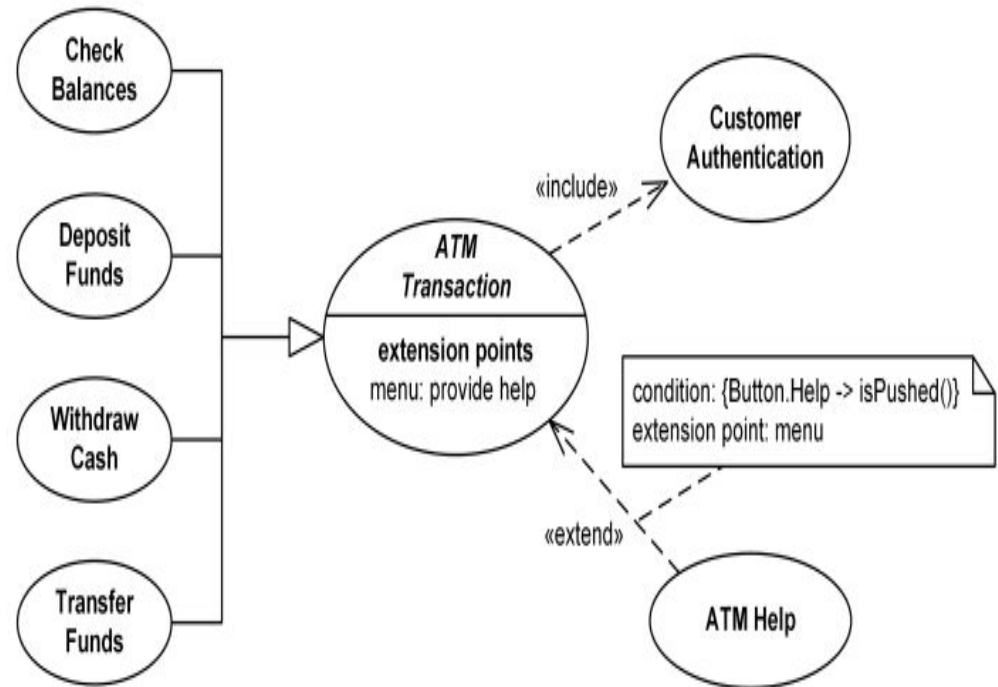 Check
Balances
Deposit
Funds
Withdraw
Cash
Transfer
Funds
ATM
Transaction
extension points
menu: provide help
«include»
Customer
Authentication
condition: {Button.Help -> isPushed()}
extension point: menu
«extend»
ATM Help